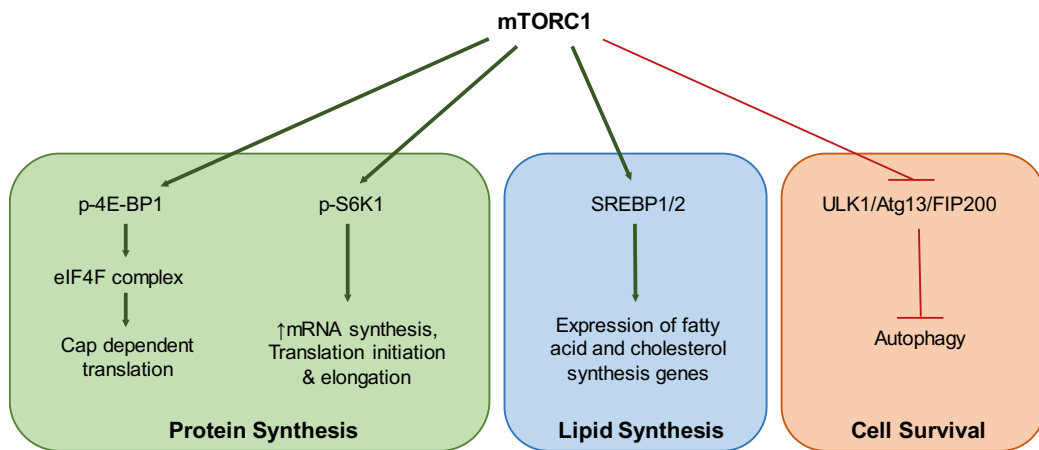 mTORC1
p-4E-BP1
eIF4F complex
Cap dependent
translation
p-S6K1
↑mRNA synthesis,
Translation initiation
& elongation
Protein Synthesis
SREBP1/2
Expression of fatty
acid and cholesterol
synthesis genes
Lipid Synthesis
ULK1/Atg13/FIP200
Autophagy
Cell Survival